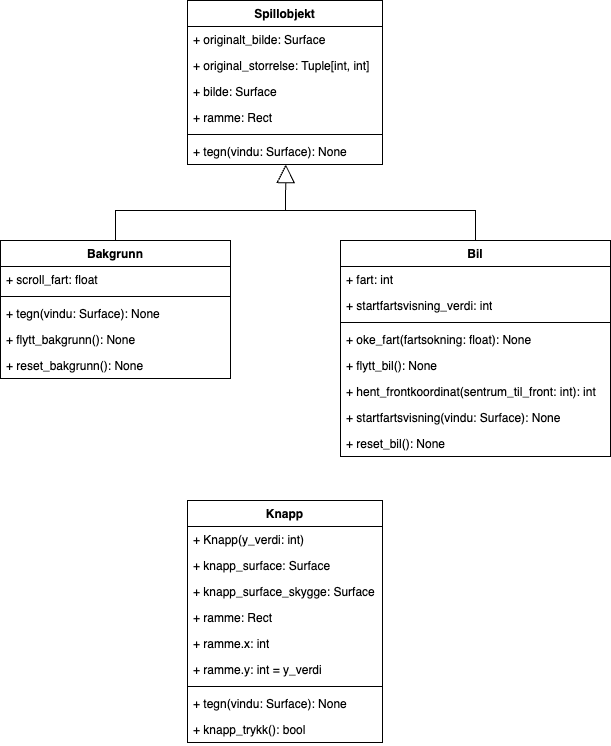 Spillobjekt
+ originalt_bilde: Surface
+ original_storrelse: Tuple[int, int]
+ bilde: Surface
+ ramme: Rect
+ tegn(vindu: Surface): None
Bakgrunn
+ scroll_fart: float
+ tegn(vindu: Surface): None
+ flytt_bakgrunn(): None
+ reset_bakgrunn(): None
Bil
+ fart: int
+ startfartsvisning_verdi: int
+ oke_fart(fartsokning: float): None
+ flytt_bil(): None
+ hent_frontkoordinat(sentrum_til_front: int): int
+ startfartsvisning(vindu: Surface): None
+ reset_bil(): None
Knapp
+ Knapp(y_verdi: int)
+ knapp_surface: Surface
+ knapp_surface_skygge: Surface
+ ramme: Rect
+ ramme.x: int
+ ramme.y: int = y_verdi
+ tegn(vindu: Surface): None
+ knapp_trykk(): bool